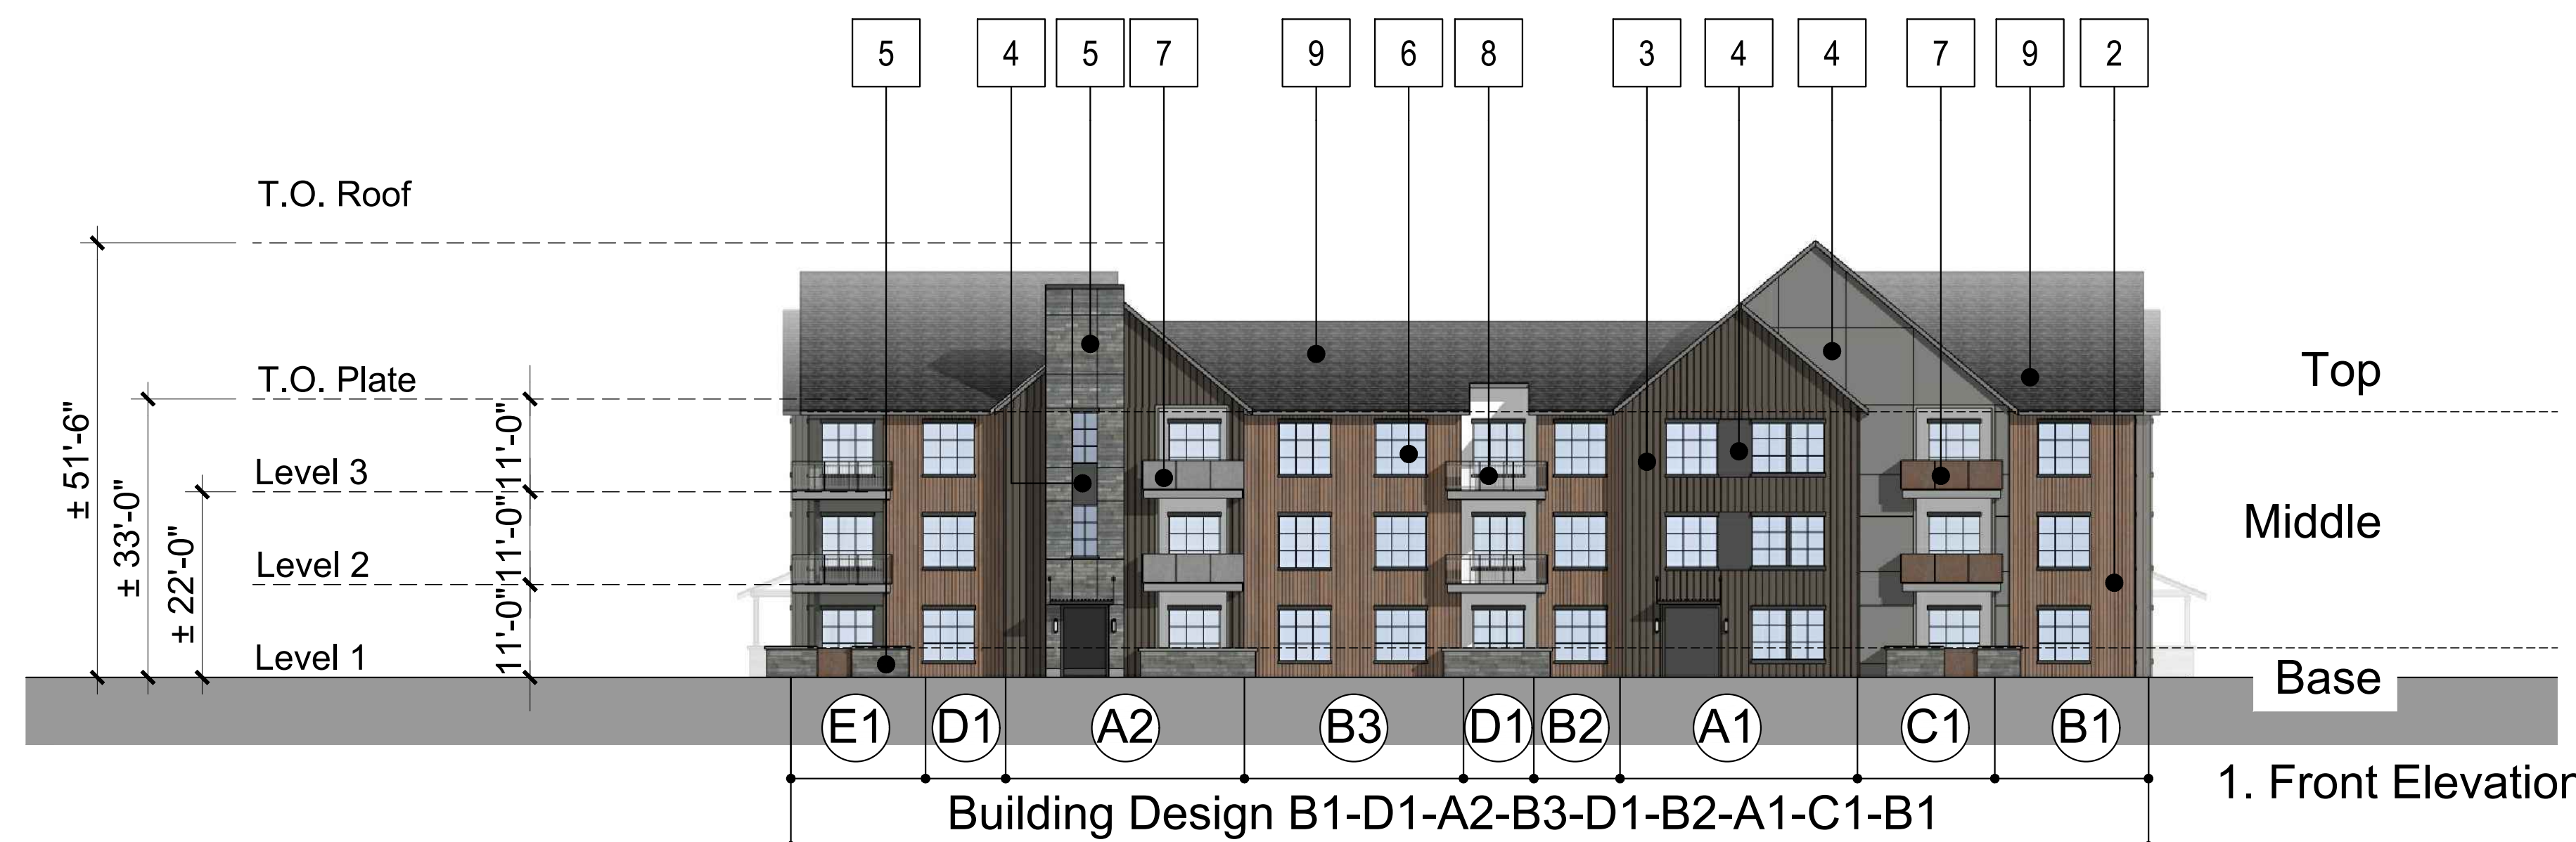 5 4 5 7 9 6 8 3 4 4 7 9 2
T.O. Roof
T.O. Plate
Level 3
Level 2
Level 1
± 51'-6"
± 33'-0"
± 22'-0"
11'-0"
11'-0"
11'-0"
Top
Middle
Base
E1 D1 A2 B3 D1 B2 A1 C1 B1
1. Front Elevation
Building Design B1-D1-A2-B3-D1-B2-A1-C1-B1